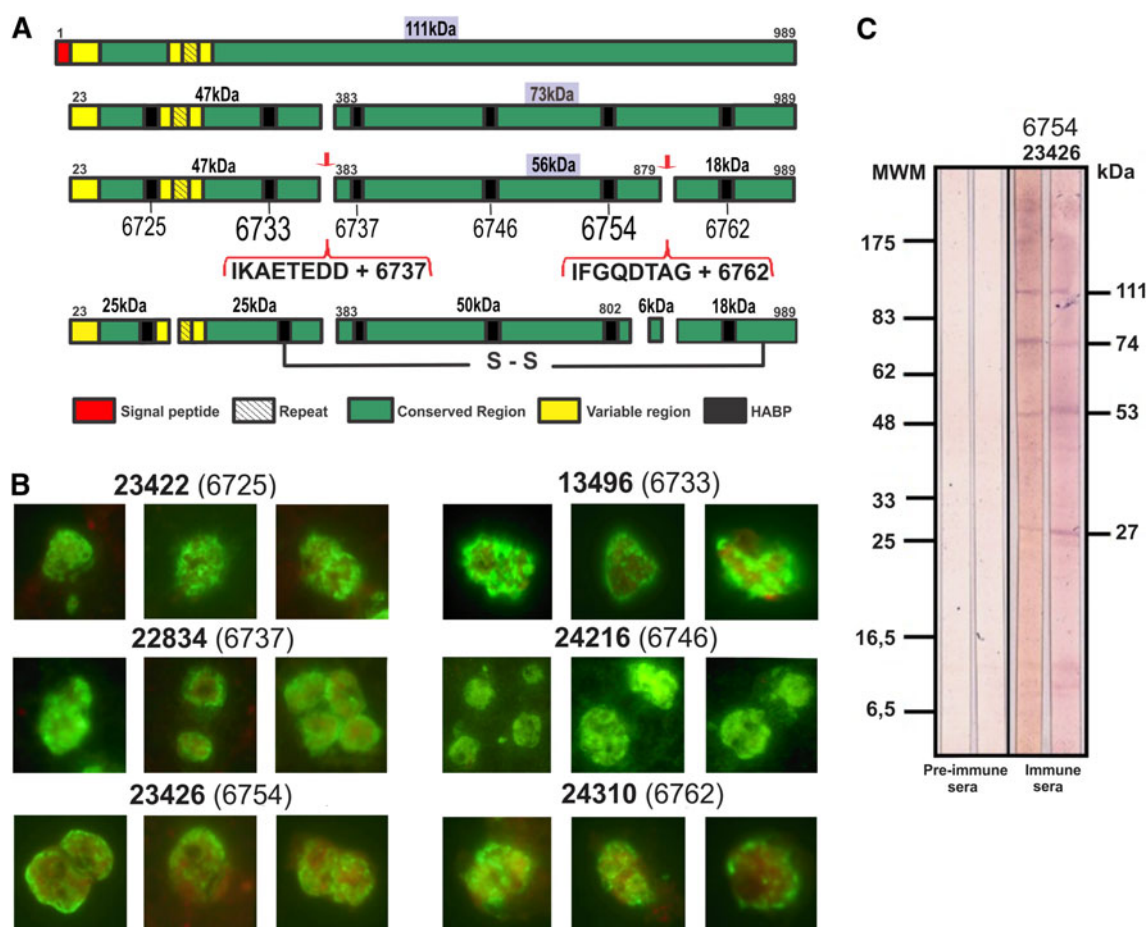 A
111kDa
1 989
23 47kDa 383 73kDa 989
23 47kDa 383 56kDa 879 18kDa 989
6725 6733 6737 6746 6754 6762
IKAETEDD + 6737 IFGQDTAG + 6762
23 25kDa 25kDa 383 50kDa 802 6kDa 18kDa 989
S - S
Signal peptide Repeat Conserved Region Variable region HABP
B
23422 (6725) 13496 (6733)
22834 (6737) 24216 (6746)
23426 (6754) 24310 (6762)
C
6754
MWM 23426 kDa
175
111
83
74
62
53
48
33
27
25
16,5
6,5
Pre-immune sera
Immune sera